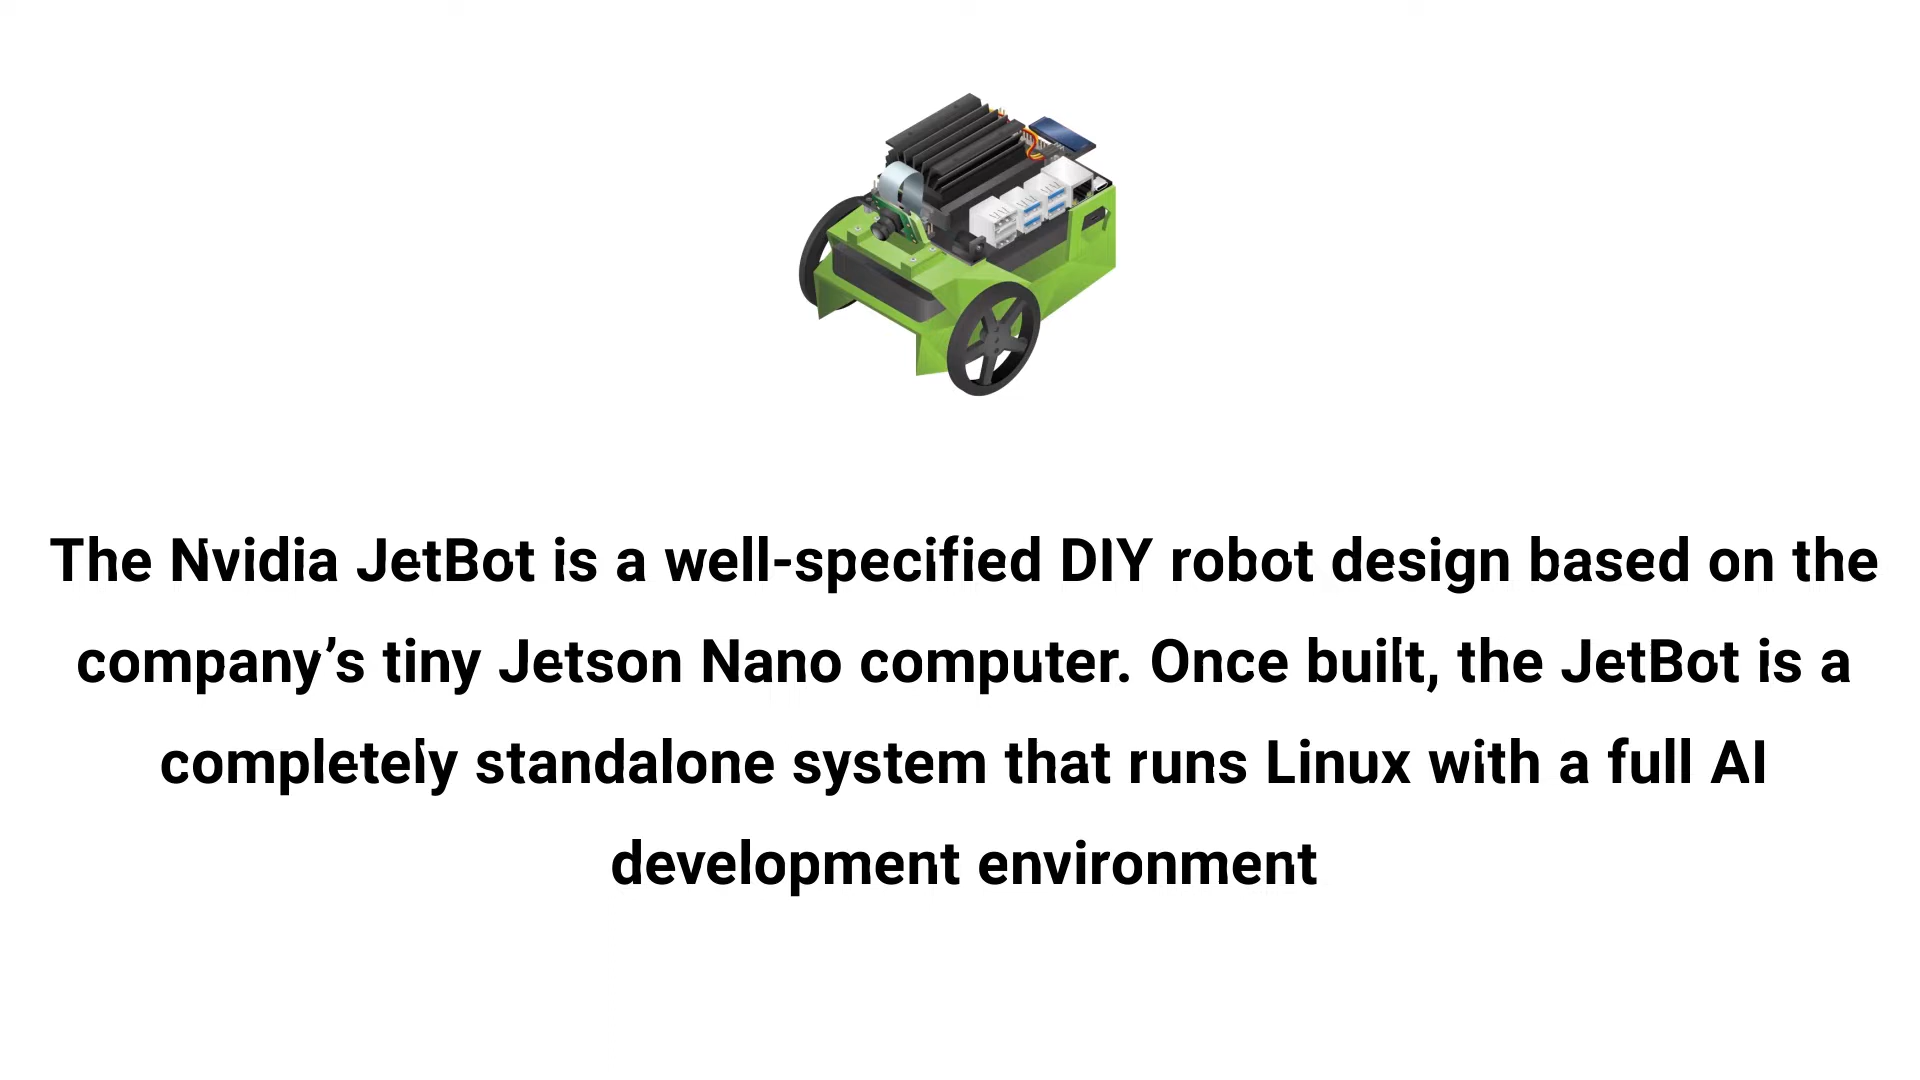 The Nvidia JetBot is a well-specified DIY robot design based on the
company’s tiny Jetson Nano computer. Once built, the JetBot is a
completely standalone system that runs Linux with a full AI
development environment